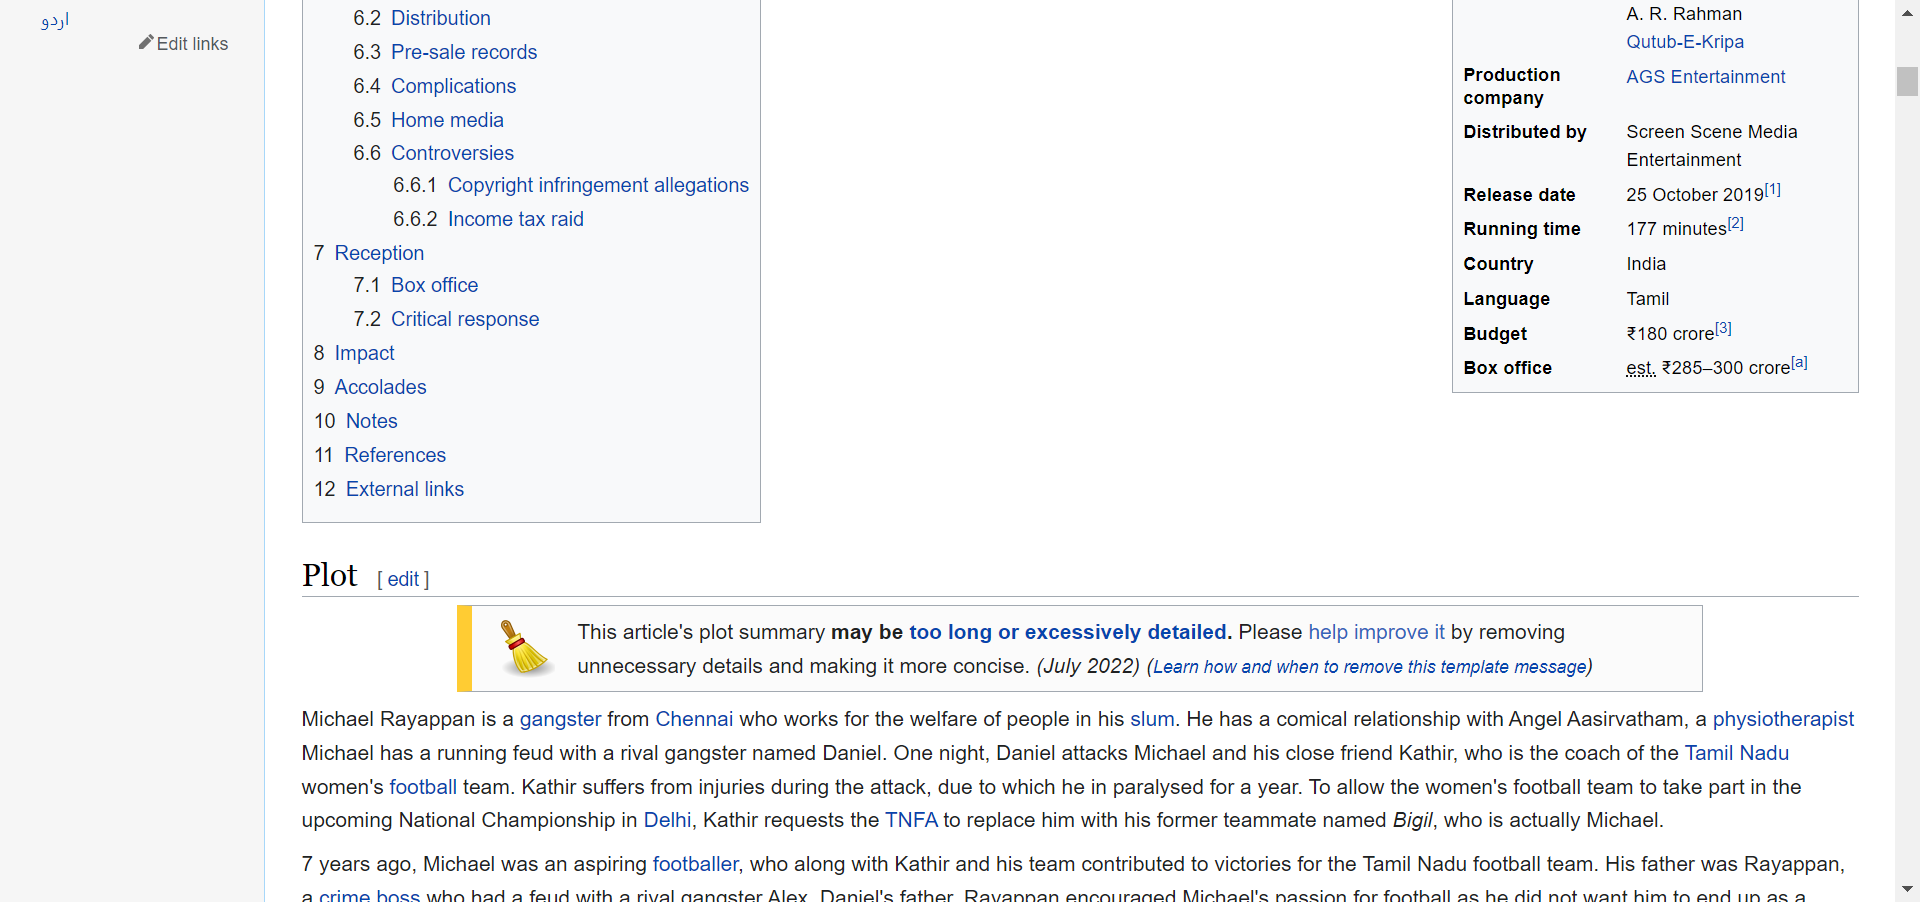 اردو
Edit links
6.2 Distribution
6.3 Pre-sale records
6.4 Complications
6.5 Home media
6.6 Controversies
6.6.1 Copyright infringement allegations
6.6.2 Income tax raid
7 Reception
7.1 Box office
7.2 Critical response
8 Impact
9 Accolades
10 Notes
11 References
12 External links
A. R. Rahman
Qutub-E-Kripa
Production company AGS Entertainment
Distributed by Screen Scene Media Entertainment
Release date 25 October 2019[1]
Running time 177 minutes[2]
Country India
Language Tamil
Budget ₹180 crore[3]
Box office est. ₹285–300 crore[a]
Plot [ edit ]
This article's plot summary may be too long or excessively detailed. Please help improve it by removing
unnecessary details and making it more concise. (July 2022) (Learn how and when to remove this template message)
Michael Rayappan is a gangster from Chennai who works for the welfare of people in his slum. He has a comical relationship with Angel Aasirvatham, a physiotherapist
Michael has a running feud with a rival gangster named Daniel. One night, Daniel attacks Michael and his close friend Kathir, who is the coach of the Tamil Nadu
women's football team. Kathir suffers from injuries during the attack, due to which he in paralysed for a year. To allow the women's football team to take part in the
upcoming National Championship in Delhi, Kathir requests the TNFA to replace him with his former teammate named Bigil, who is actually Michael.
7 years ago, Michael was an aspiring footballer, who along with Kathir and his team contributed to victories for the Tamil Nadu football team. His father was Rayappan,
a crime boss who had a feud with a rival gangster Alex, Daniel's father. Rayappan encouraged Michael's passion for football as he did not want him to end up as a